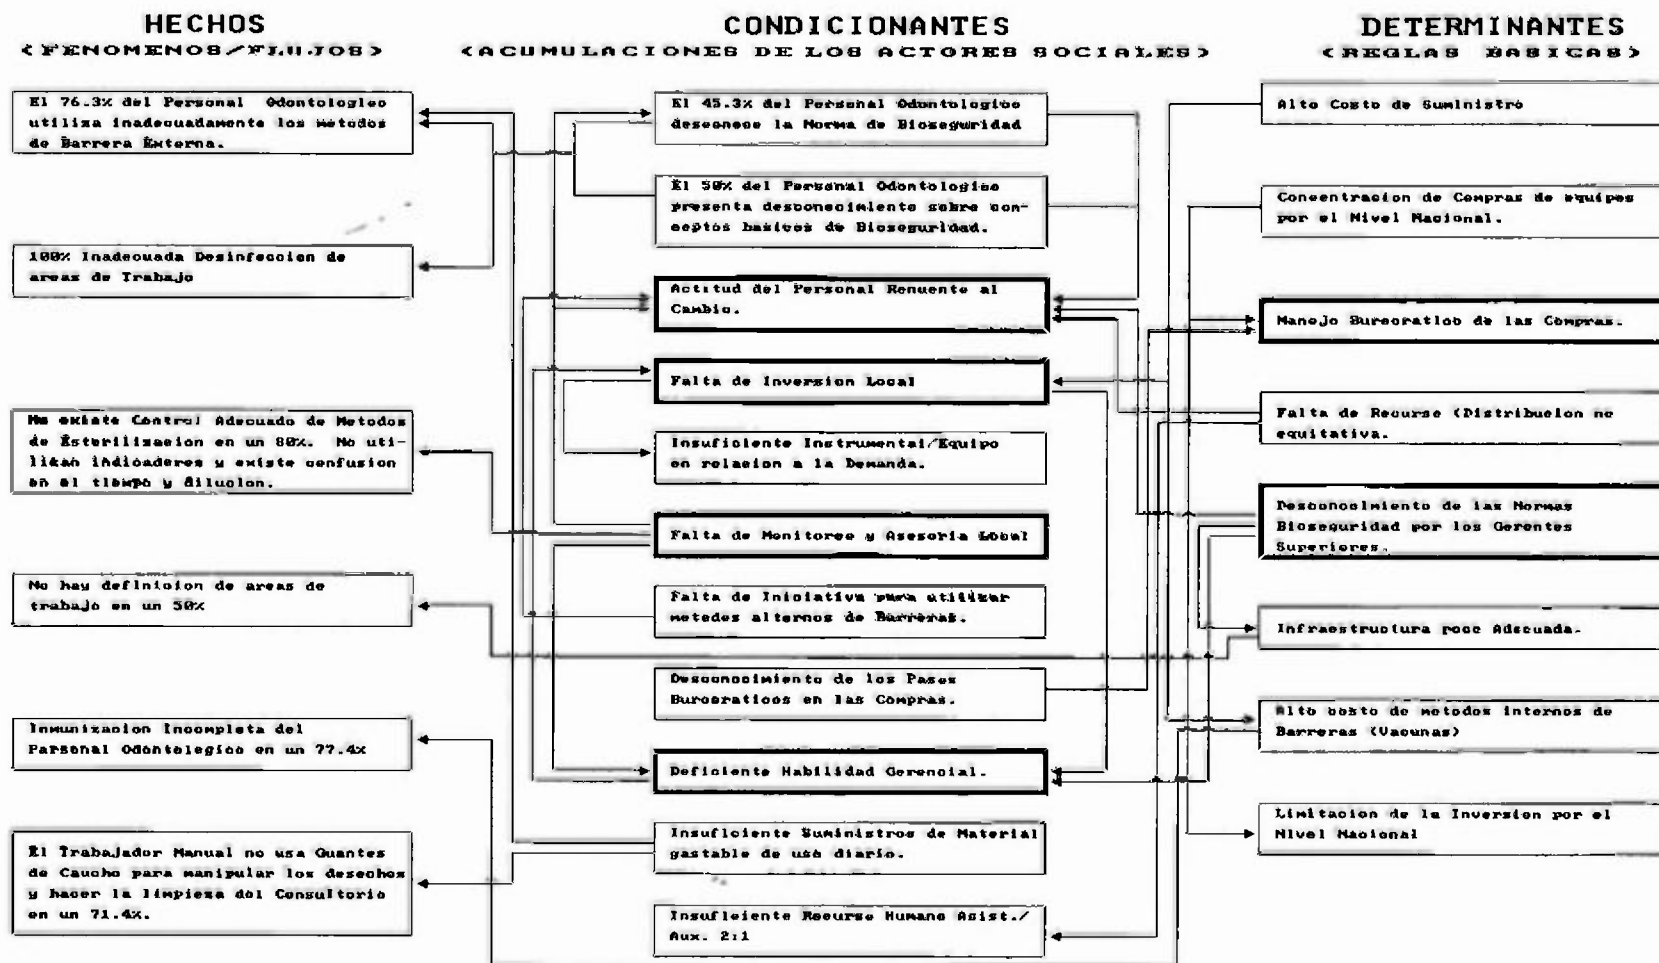 HECHOS
<FENOMENOS/FLUJOS>
El 76.3% del Personal Odontologico
utiliza inadecuadamente los metodos
de Barrera Externa.
100% Inadecuada Desinfeccion de
areas de Trabajo
No existe Control Adecuado de Metodos
de Esterilizacion en un 80%. No uti-
lizan indicadores y existe confusion
en el tiempo y dilucion.
No hay definicion de areas de
trabajo en un 50%
Inmunizacion Incompleta del
Personal Odontologico en un 77.4%
El Trabajador Manual no usa Guantes
de Caucho para manipular los desechos
y hacer la limpieza del Consultorio
en un 71.4%.
CONDICIONANTES
<ACUMULACIONES DE LOS ACTORES SOCIALES>
El 45.3% del Personal Odontologico
desconoce la Norma de Bioseguridad
El 50% del Personal Odontologico
presenta desconocimiento sobre con-
ceptos basicos de Bioseguridad.
Actitud del Personal Renuente al
Cambio.
Falta de Inversion Local
Insuficiente Instrumental/Equipo
en relacion a la Demanda.
Falta de Monitoreo y Asesoria Local
Falta de Iniciativa para utilizar
metodos alternos de Barreras.
Desconocimiento de los Pasos
Burocraticos en las Compras.
Deficiente Habilidad Gerencial.
Insuficiente Suministros de Material
gastable de uso diario.
Insuficiente Recurso Humano Asist./
Aux. 2:1
DETERMINANTES
<REGLAS BASICAS>
Alto Costo de Suministro
Concentracion de Compras de equipos
por el Nivel Nacional.
Manejo Burocratico de las Compras.
Falta de Recurso (Distribucion no
equitativa.
Desconocimiento de las Normas
Bioseguridad por los Gerentes
Superiores.
Infraestructura poco Adecuada.
Alto costo de metodos internos de
Barreras (Vacunas)
Limitacion de la Inversion por el
Nivel Nacional